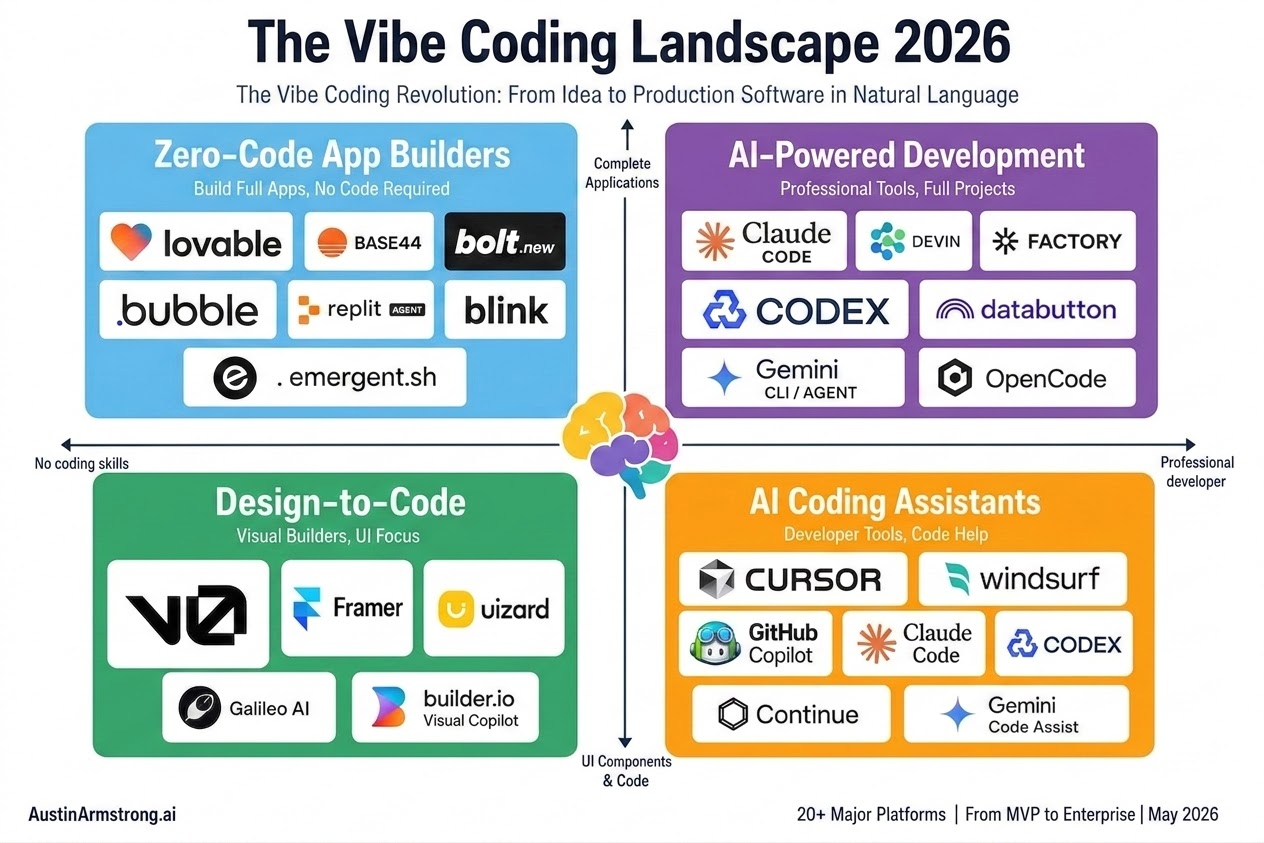 The Vibe Coding Landscape 2026
The Vibe Coding Revolution: From Idea to Production Software in Natural Language
Zero-Code App Builders
Build Full Apps, No Code Required
lovable
BASE44
bolt.new
.bubble
replit AGENT
blink
. emergent.sh
Complete
Applications
AI-Powered Development
Professional Tools, Full Projects
Claude
CODE
DEVIN
FACTORY
CODEX
databutton
Gemini
CLI / AGENT
OpenCode
No coding skills
Professional
developer
Design-to-Code
Visual Builders, UI Focus
v0
Framer
uizard
Galileo AI
builder.io
Visual Copilot
AI Coding Assistants
Developer Tools, Code Help
CURSOR
windsurf
GitHub
Copilot
Claude
Code
CODEX
Continue
Gemini
Code Assist
UI Components
& Code
AustinArmstrong.ai
20+ Major Platforms | From MVP to Enterprise | May 2026